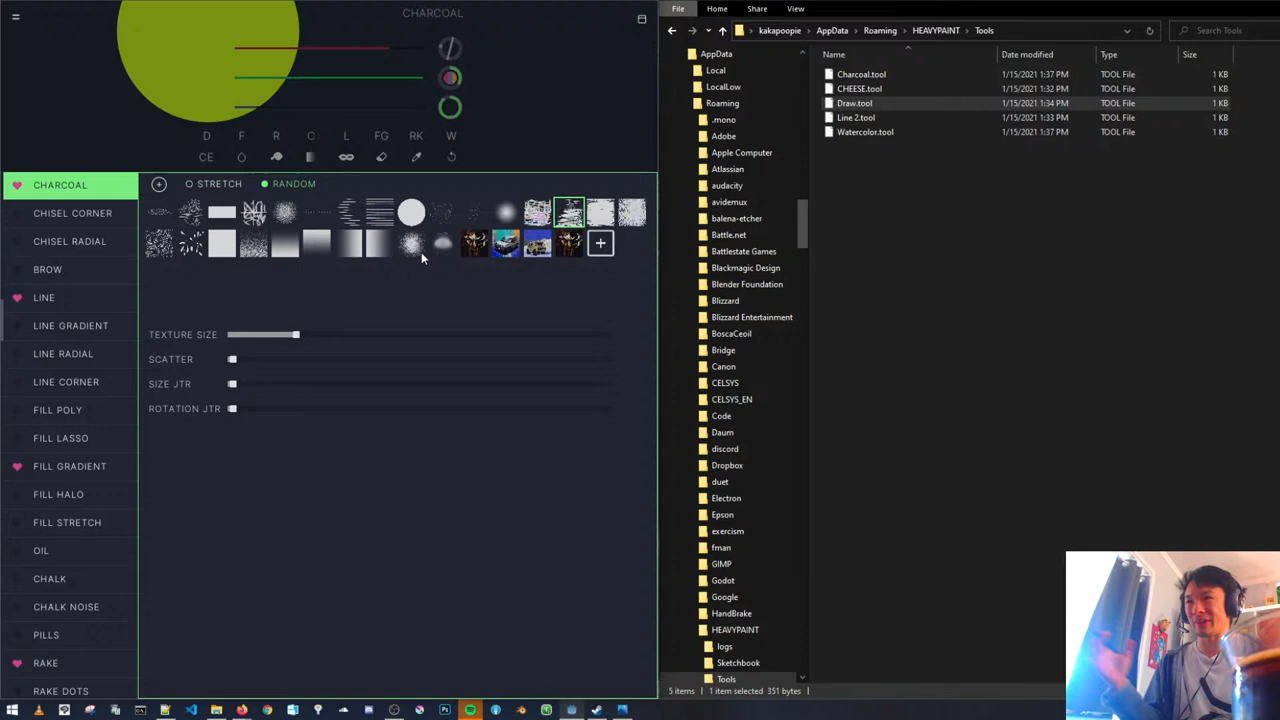 CHARCOAL
D F R C L FG RK W
CE
CHARCOAL
CHISEL CORNER
CHISEL RADIAL
BROW
LINE
LINE GRADIENT
LINE RADIAL
LINE CORNER
FILL POLY
FILL LASSO
FILL GRADIENT
FILL HALO
FILL STRETCH
OIL
CHALK
CHALK NOISE
PILLS
RAKE
RAKE DOTS
STRETCH RANDOM
TEXTURE SIZE
SCATTER
SIZE JTR
ROTATION JTR
File Home Share View
kakapoopie > AppData > Roaming > HEAVYPAINT > Tools
Search Tools
AppData
Local
LocalLow
Roaming
.mono
Adobe
Apple Computer
Atlassian
audacity
avidemux
balena-etcher
Battle.net
Battlestate Games
Blackmagic Design
Blender Foundation
Blizzard
Blizzard Entertainment
BoscaCeoil
Bridge
Canon
CELSYS
CELSYS_EN
Code
Daum
discord
Dropbox
duet
Electron
Epson
exercism
fman
GIMP
Godot
Google
HandBrake
HEAVYPAINT
logs
Sketchbook
Tools
Name Date modified Type Size
Charcoal.tool 1/15/2021 1:37 PM TOOL File 1 KB
CHEESE.tool 1/15/2021 1:37 PM TOOL File 1 KB
Draw.tool 1/15/2021 1:34 PM TOOL File 1 KB
Line 2.tool 1/15/2021 1:33 PM TOOL File 1 KB
Watercolor.tool 1/15/2021 1:37 PM TOOL File 1 KB
5 items 1 item selected 351 bytes